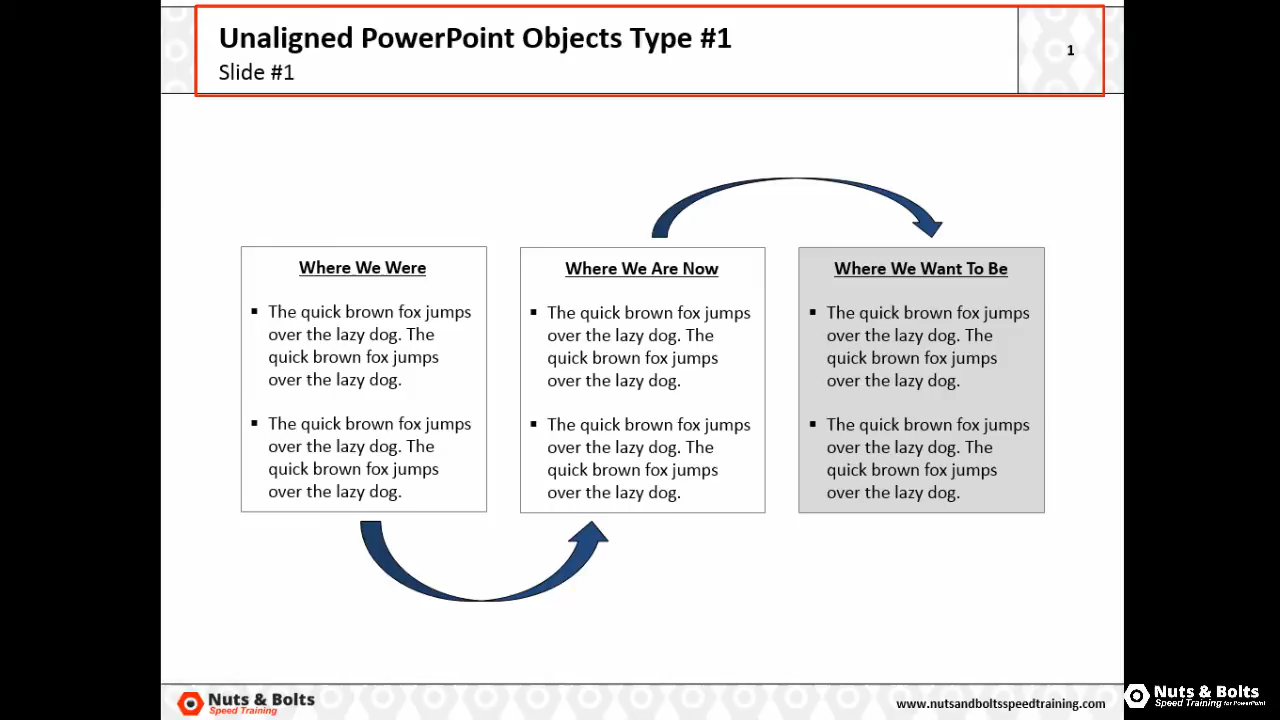 Unaligned PowerPoint Objects Type #1
Slide #1
1
Where We Were
▪ The quick brown fox jumps
over the lazy dog. The
quick brown fox jumps
over the lazy dog.
▪ The quick brown fox jumps
over the lazy dog. The
quick brown fox jumps
over the lazy dog.
Where We Are Now
▪ The quick brown fox jumps
over the lazy dog. The
quick brown fox jumps
over the lazy dog.
▪ The quick brown fox jumps
over the lazy dog. The
quick brown fox jumps
over the lazy dog.
Where We Want To Be
▪ The quick brown fox jumps
over the lazy dog. The
quick brown fox jumps
over the lazy dog.
▪ The quick brown fox jumps
over the lazy dog. The
quick brown fox jumps
over the lazy dog.
Nuts & Bolts
Speed Training
www.nutsandboltsspeedtraining.com
Nuts & Bolts
Speed Training for PowerPoint